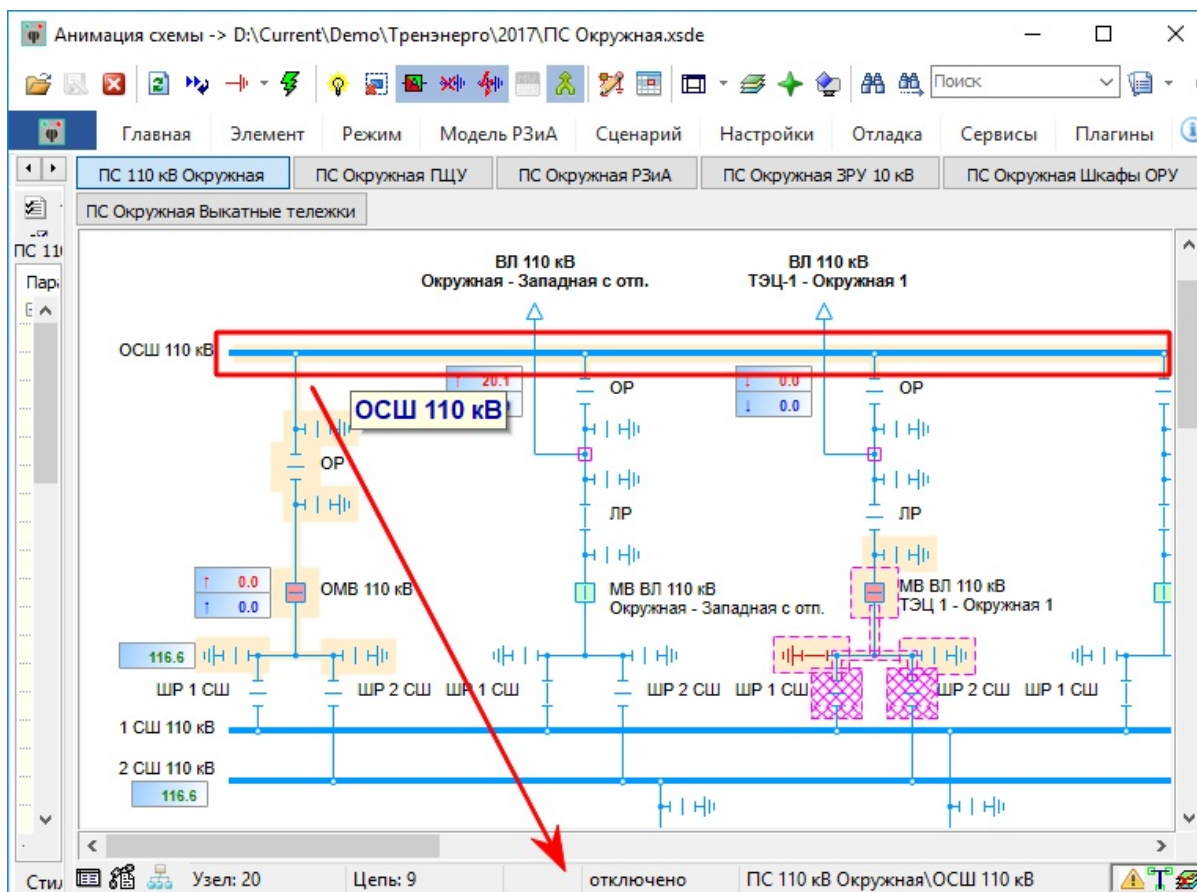 Анимация схемы -> D:\Current\Demo\Тренэнерго\2017\ПС Окружная.xsde
Поиск
Главная Элемент Режим Модель РЗиА Сценарий Настройки Отладка Сервисы Плагины
ПС 110 кВ Окружная ПС Окружная ГЩУ ПС Окружная РЗиА ПС Окружная ЗРУ 10 кВ ПС Окружная Шкафы ОРУ
ПС Окружная Выкатные тележки
ПС 11
Пар
ВЛ 110 кВ
Окружная - Западная с отп.
ВЛ 110 кВ
ТЭЦ-1 - Окружная 1
ОСШ 110 кВ
↑ 20.1
↓ 0.0
↓ 0.0
ОСШ 110 кВ
ОР
ОР
ОР
ЛР
ЛР
↑ 0.0
↑ 0.0
ОМВ 110 кВ
МВ ВЛ 110 кВ
Окружная - Западная с отп.
МВ ВЛ 110 кВ
ТЭЦ 1 - Окружная 1
116.6
ШР 1 СШ ШР 2 СШ ШР 1 СШ ШР 2 СШ ШР 1 СШ ШР 2 СШ ШР 1 СШ
1 СШ 110 кВ
2 СШ 110 кВ
116.6
Узел: 20 Цепь: 9 отключено ПС 110 кВ Окружная\ОСШ 110 кВ